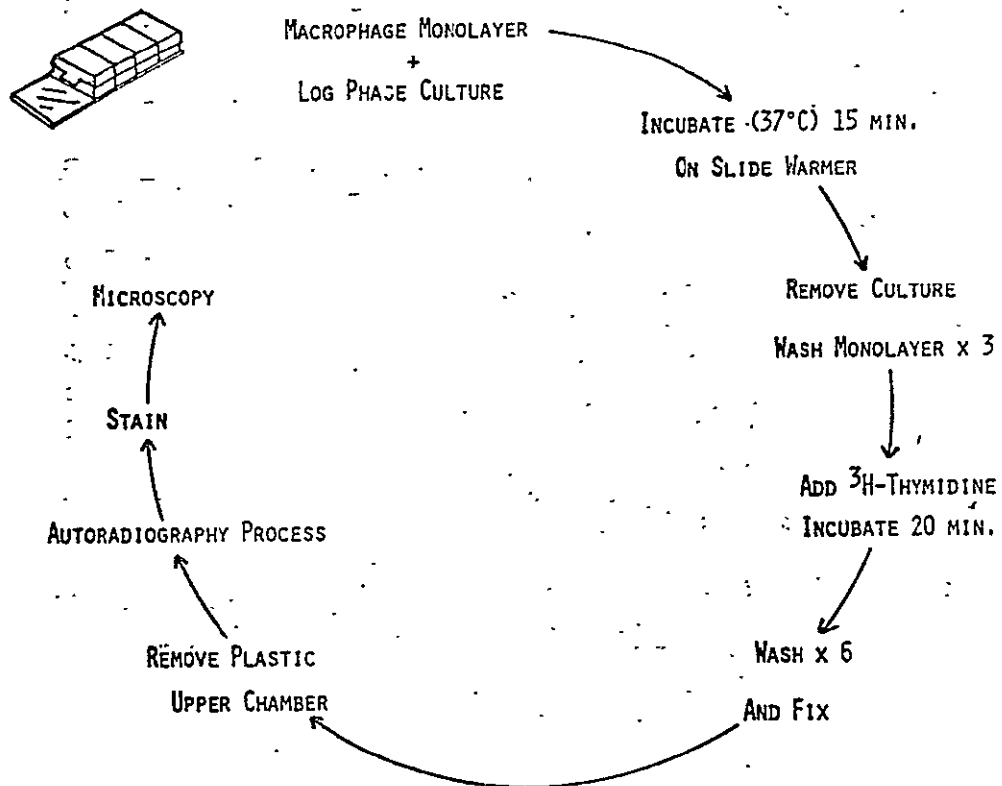 MACROPHAGE MONOLAYER
+
LOG PHASE CULTURE
INCUBATE (37°C) 15 MIN.
ON SLIDE WARMER
REMOVE CULTURE
WASH MONOLAYER x 3
ADD ³H-THYMIDINE
INCUBATE 20 MIN.
WASH x 6
AND FIX
REMOVE PLASTIC
UPPER CHAMBER
AUTORADIOGRAPHY PROCESS
STAIN
MICROSCOPY